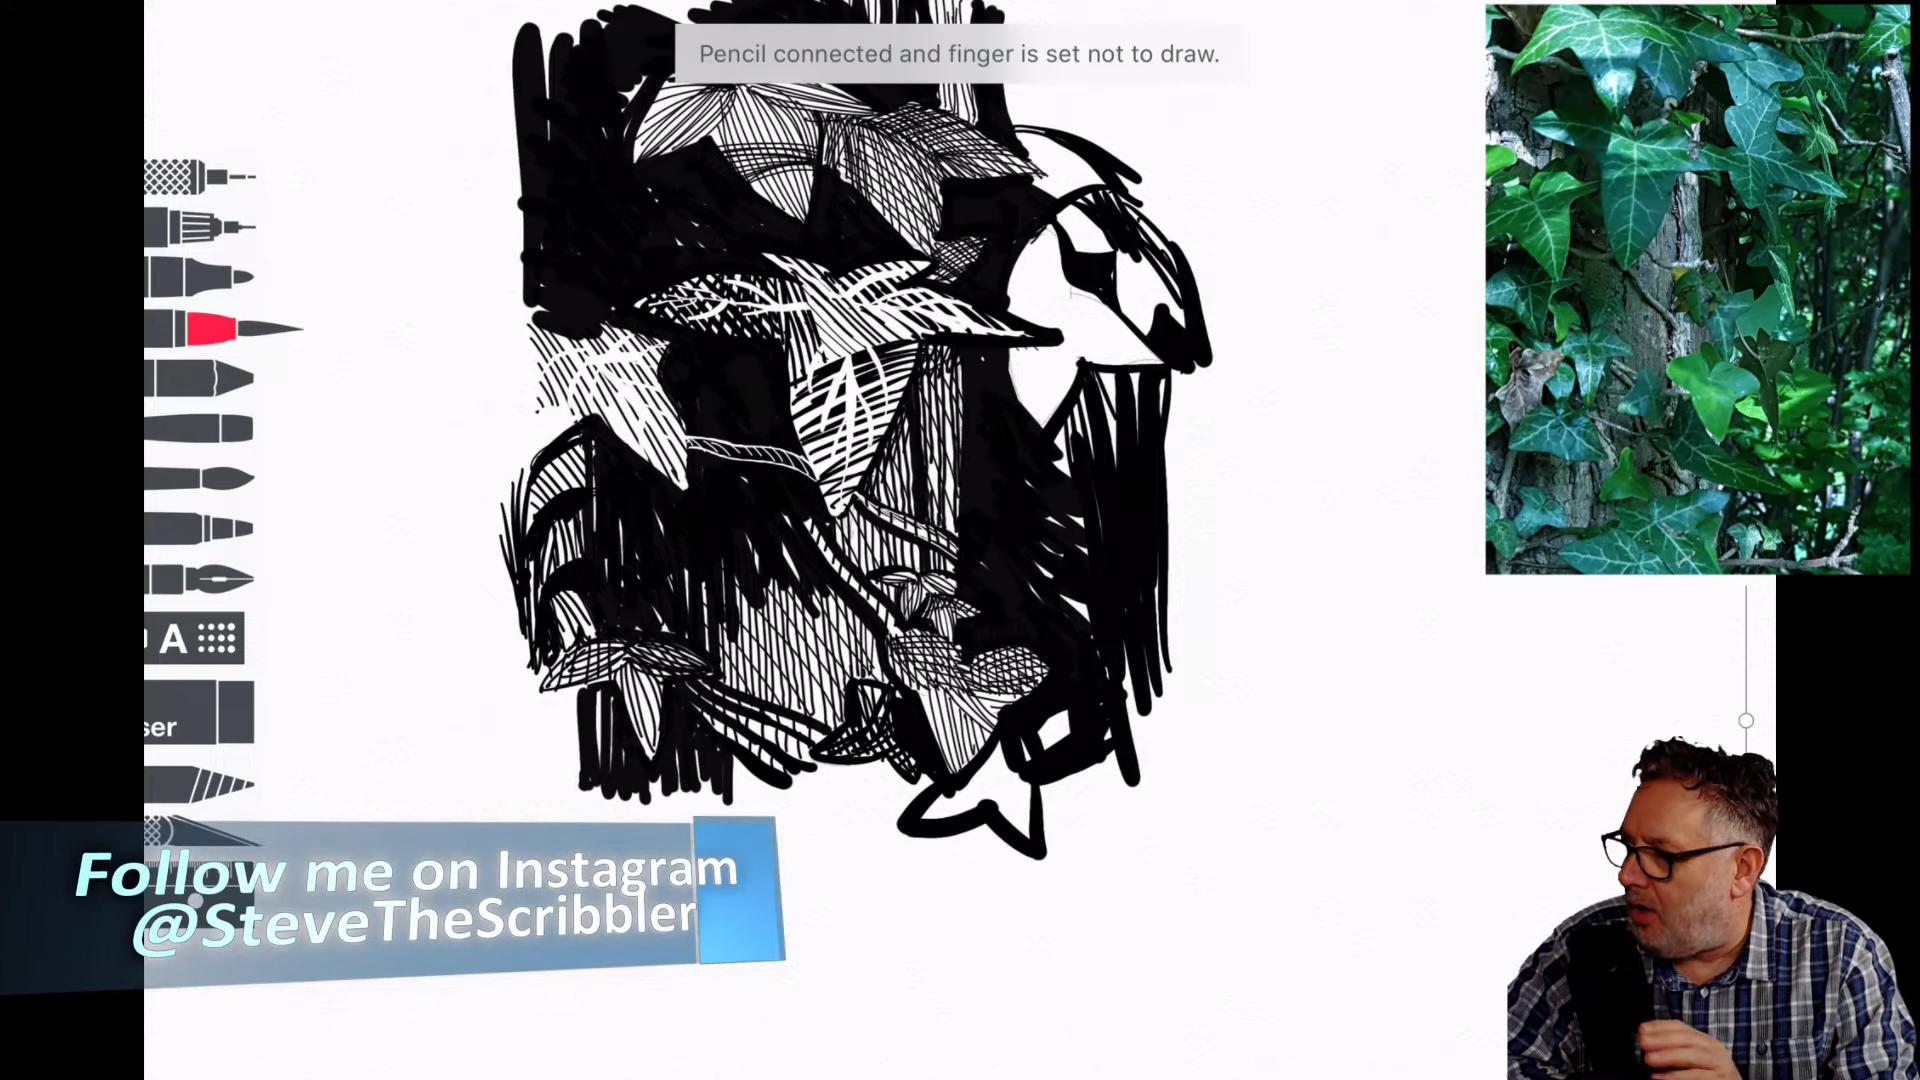 Pencil connected and finger is set not to draw.
A
ser
Follow me on Instagram
@SteveTheScribbler